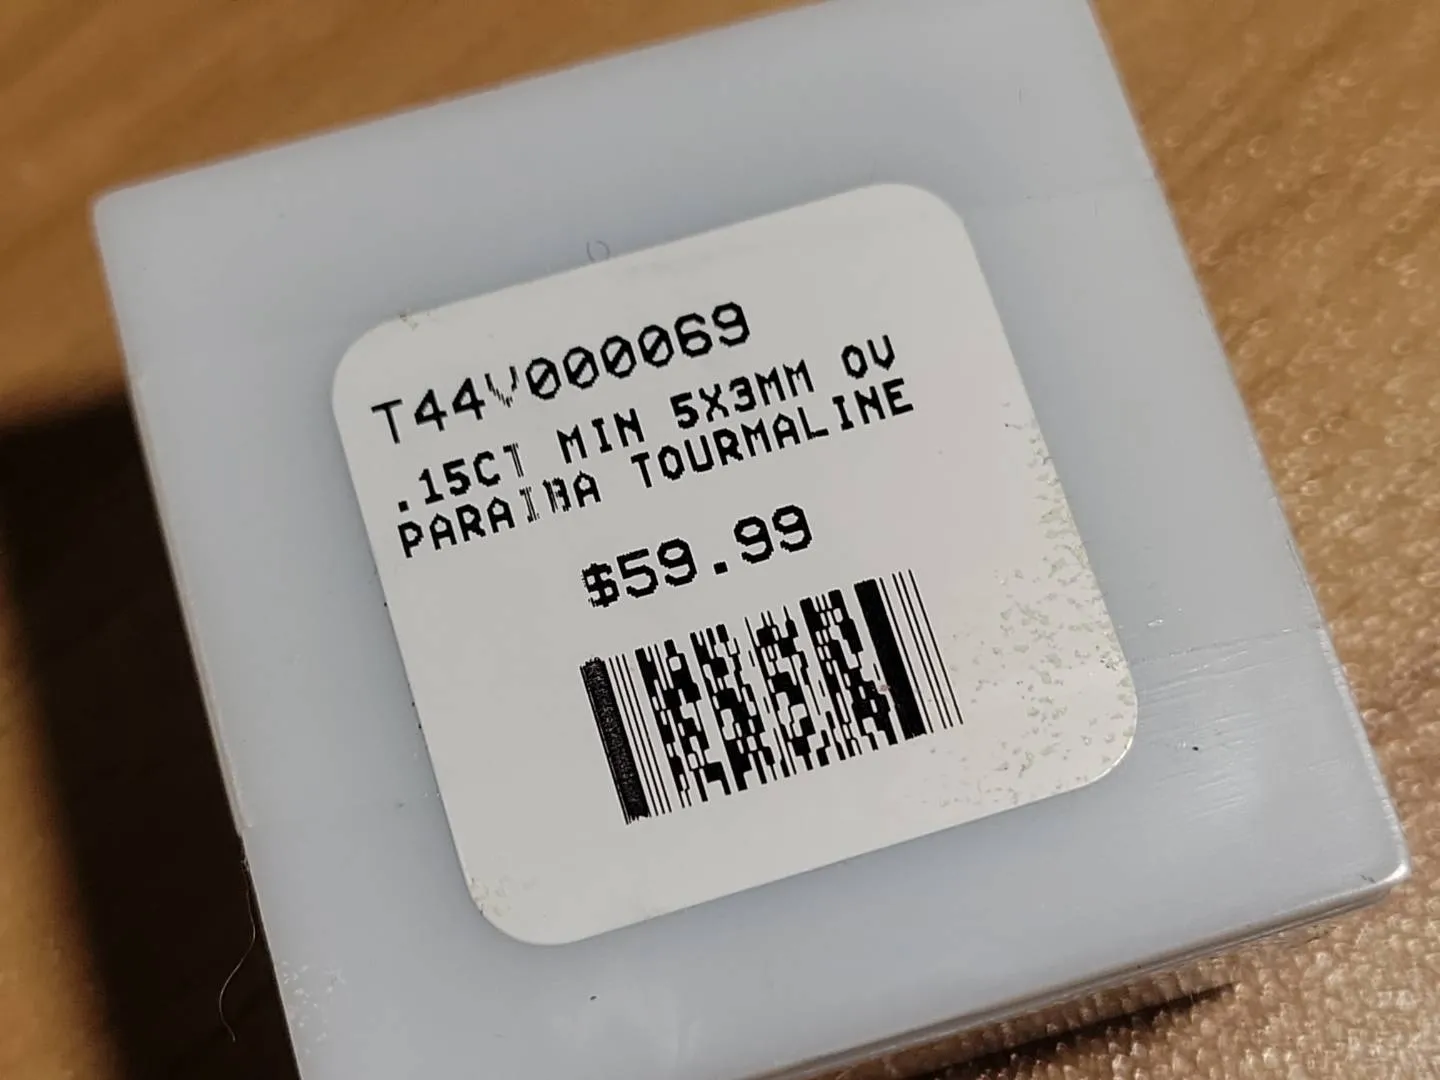 T44V000069
.15CT MIN 5X3MM OV
PARAIBA TOURMALINE
$59.99